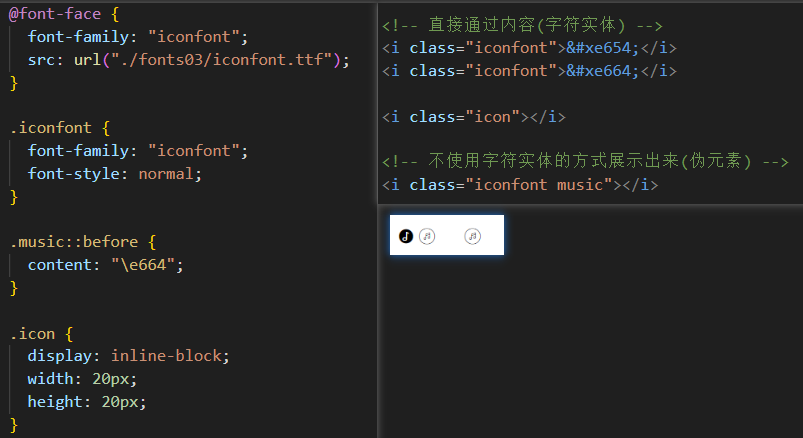 @font-face {
  font-family: "iconfont";
  src: url("./fonts03/iconfont.ttf");
}

.iconfont {
  font-family: "iconfont";
  font-style: normal;
}

.music::before {
  content: "\e664";
}

.icon {
  display: inline-block;
  width: 20px;
  height: 20px;
}
<!-- 直接通过内容(字符实体) -->
<i class="iconfont">&#xe654;</i>
<i class="iconfont">&#xe664;</i>

<i class="icon"></i>

<!-- 不使用字符实体的方式展示出来(伪元素) -->
<i class="iconfont music"></i>